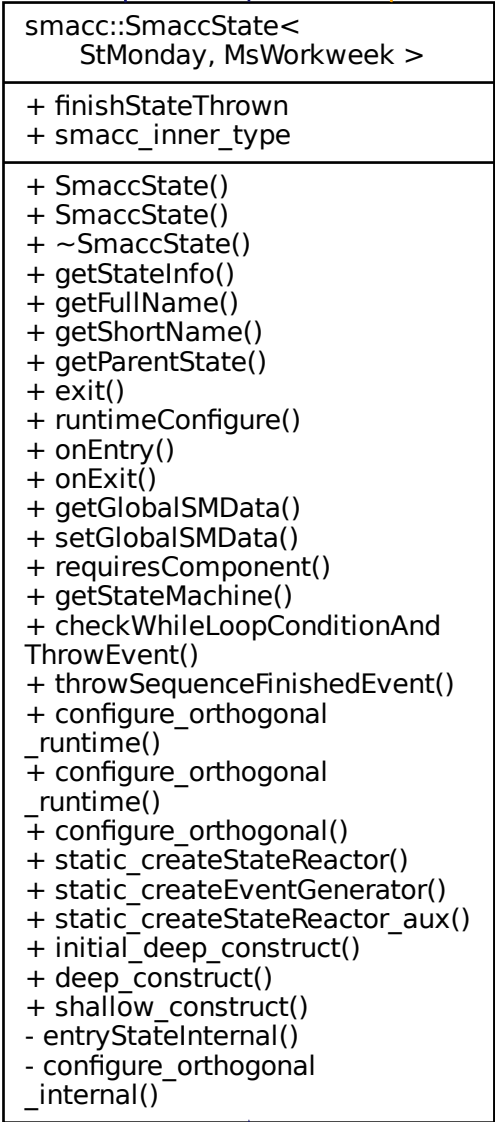 smacc::SmaccState<
StMonday, MsWorkweek >
+ finishStateThrown
+ smacc_inner_type
+ SmaccState()
+ SmaccState()
+ ~SmaccState()
+ getStateInfo()
+ getFullName()
+ getShortName()
+ getParentState()
+ exit()
+ runtimeConfigure()
+ onEntry()
+ onExit()
+ getGlobalSMData()
+ setGlobalSMData()
+ requiresComponent()
+ getStateMachine()
+ checkWhileLoopConditionAnd
ThrowEvent()
+ throwSequenceFinishedEvent()
+ configure_orthogonal
_runtime()
+ configure_orthogonal
_runtime()
+ configure_orthogonal()
+ static_createStateReactor()
+ static_createEventGenerator()
+ static_createStateReactor_aux()
+ initial_deep_construct()
+ deep_construct()
+ shallow_construct()
- entryStateInternal()
- configure_orthogonal
_internal()